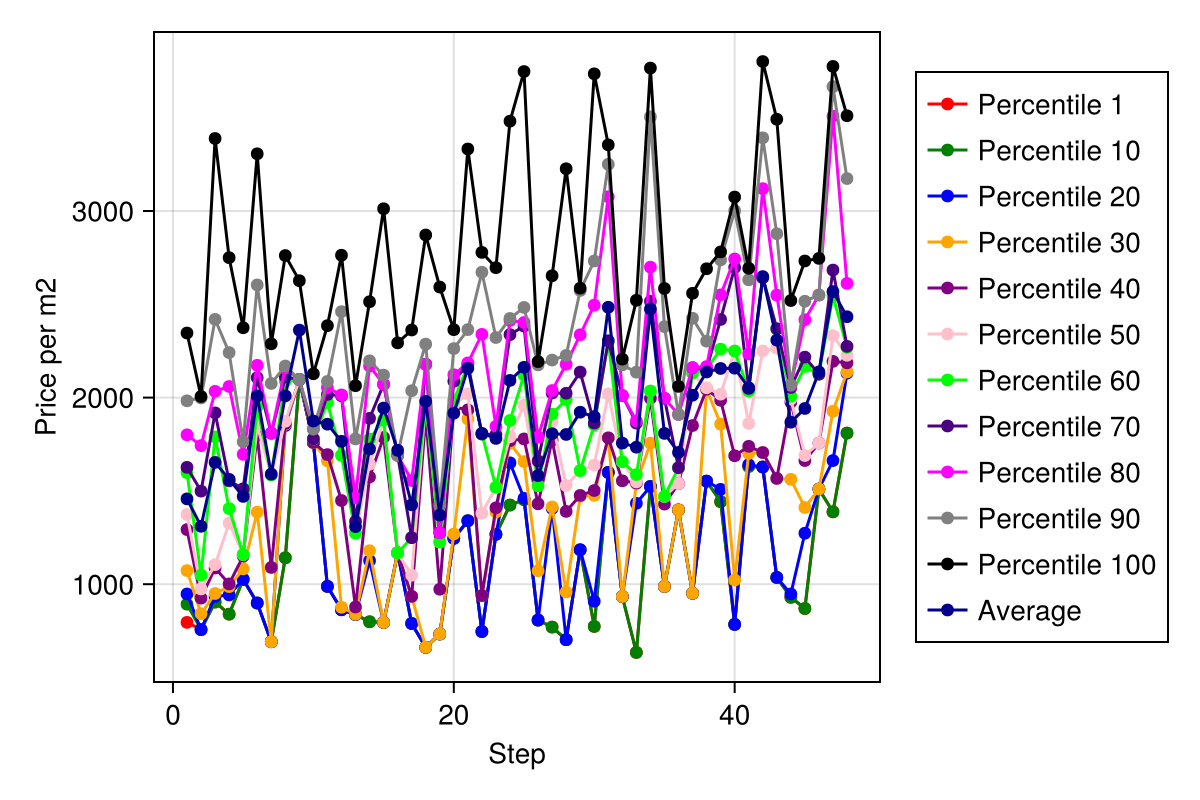 Price per m2
3000
2000
1000
0
20
40
Step
Percentile 1
Percentile 10
Percentile 20
Percentile 30
Percentile 40
Percentile 50
Percentile 60
Percentile 70
Percentile 80
Percentile 90
Percentile 100
Average